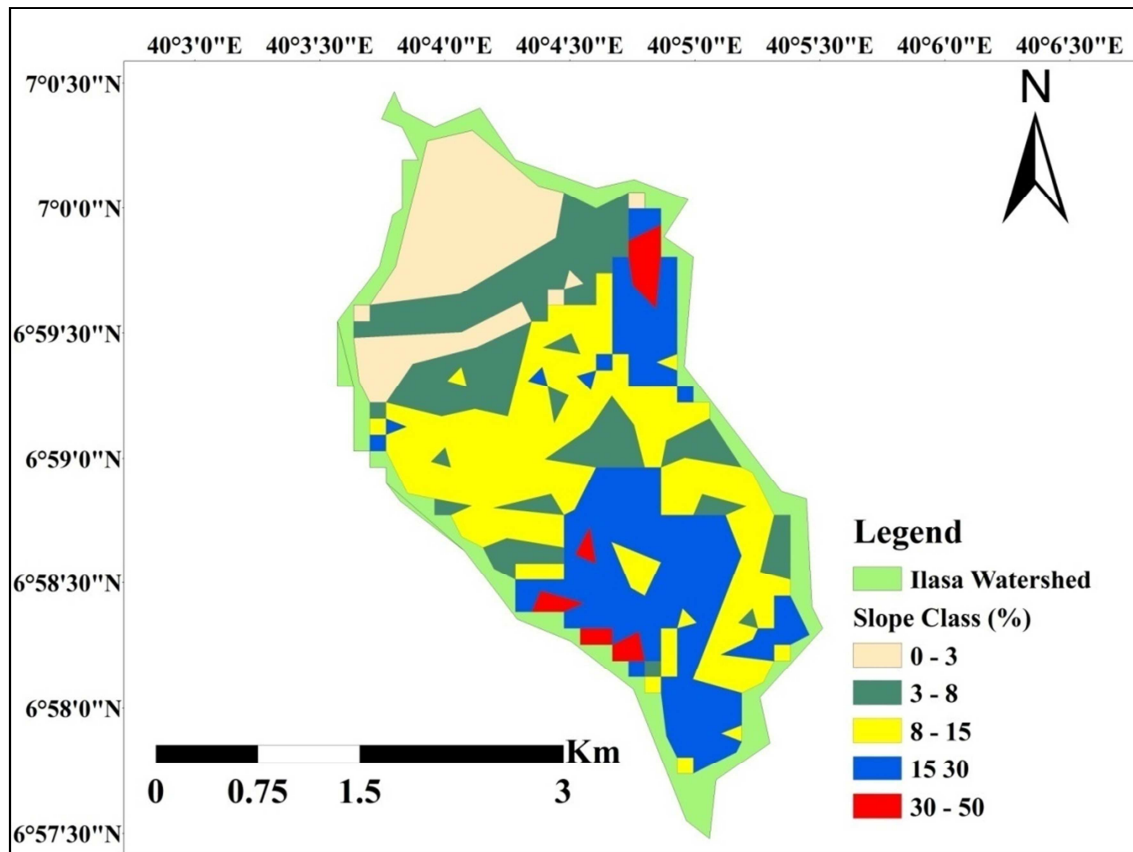 40°3'0"E 40°3'30"E 40°4'0"E 40°4'30"E 40°5'0"E 40°5'30"E 40°6'0"E 40°6'30"E
7°0'30"N
N
7°0'0"N
6°59'30"N
6°59'0"N
6°58'30"N
6°58'0"N
6°57'30"N
Legend
Ilasa Watershed
Slope Class (%)
0 - 3
3 - 8
8 - 15
15 30
30 - 50
Km
0 0.75 1.5 3